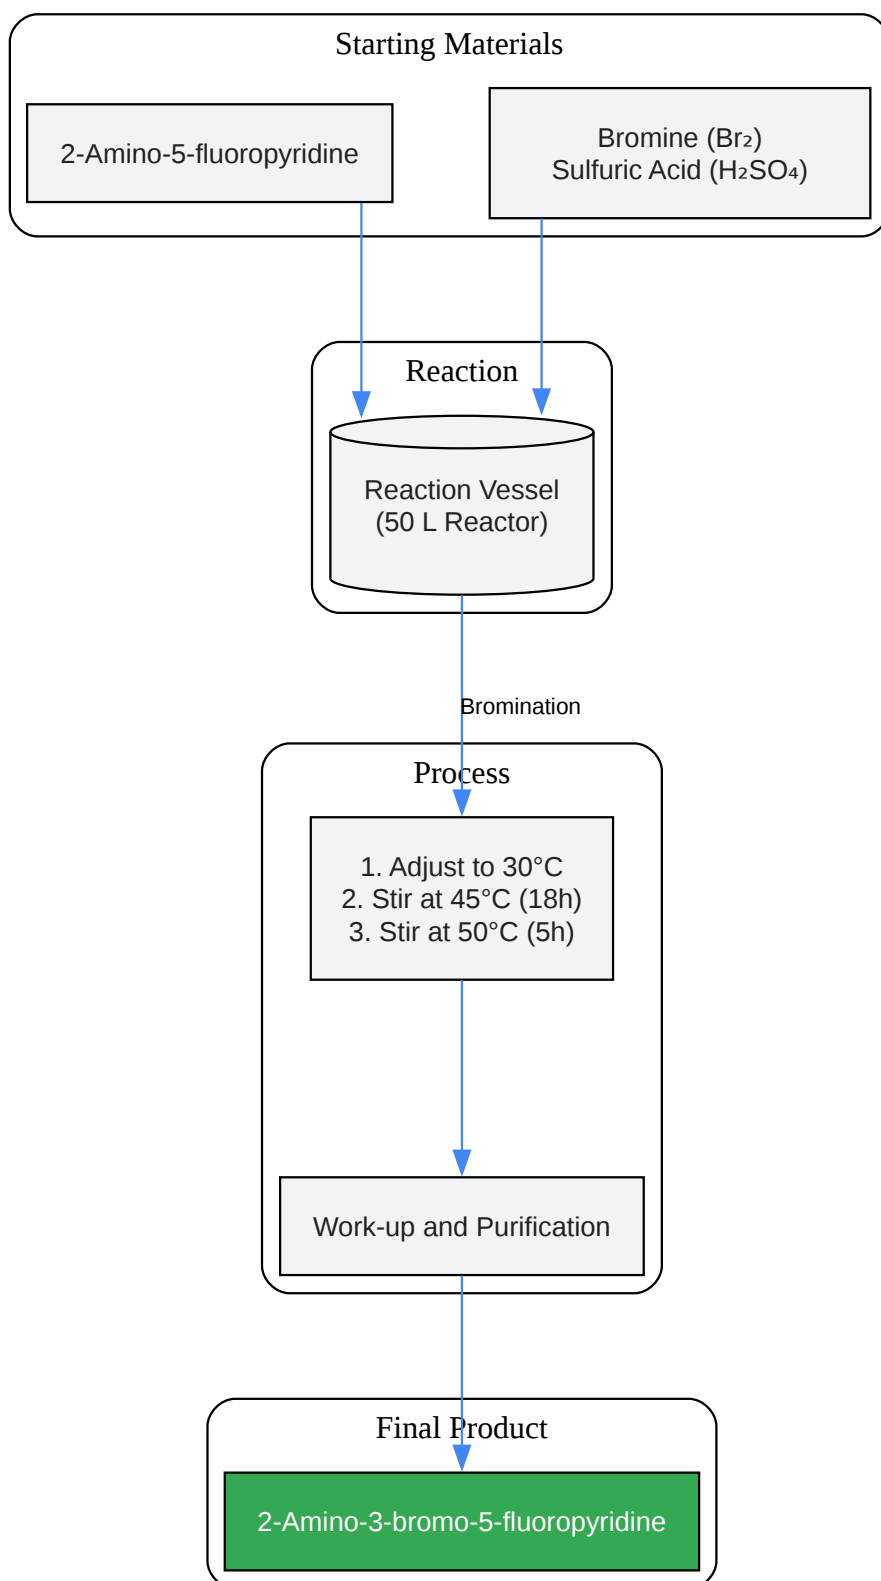 Starting Materials
2-Amino-5-fluoropyridine
Bromine (Br₂)
Sulfuric Acid (H₂SO₄)
Reaction
Reaction Vessel
(50 L Reactor)
Bromination
Process
1. Adjust to 30°C
2. Stir at 45°C (18h)
3. Stir at 50°C (5h)
Work-up and Purification
Final Product
2-Amino-3-bromo-5-fluoropyridine